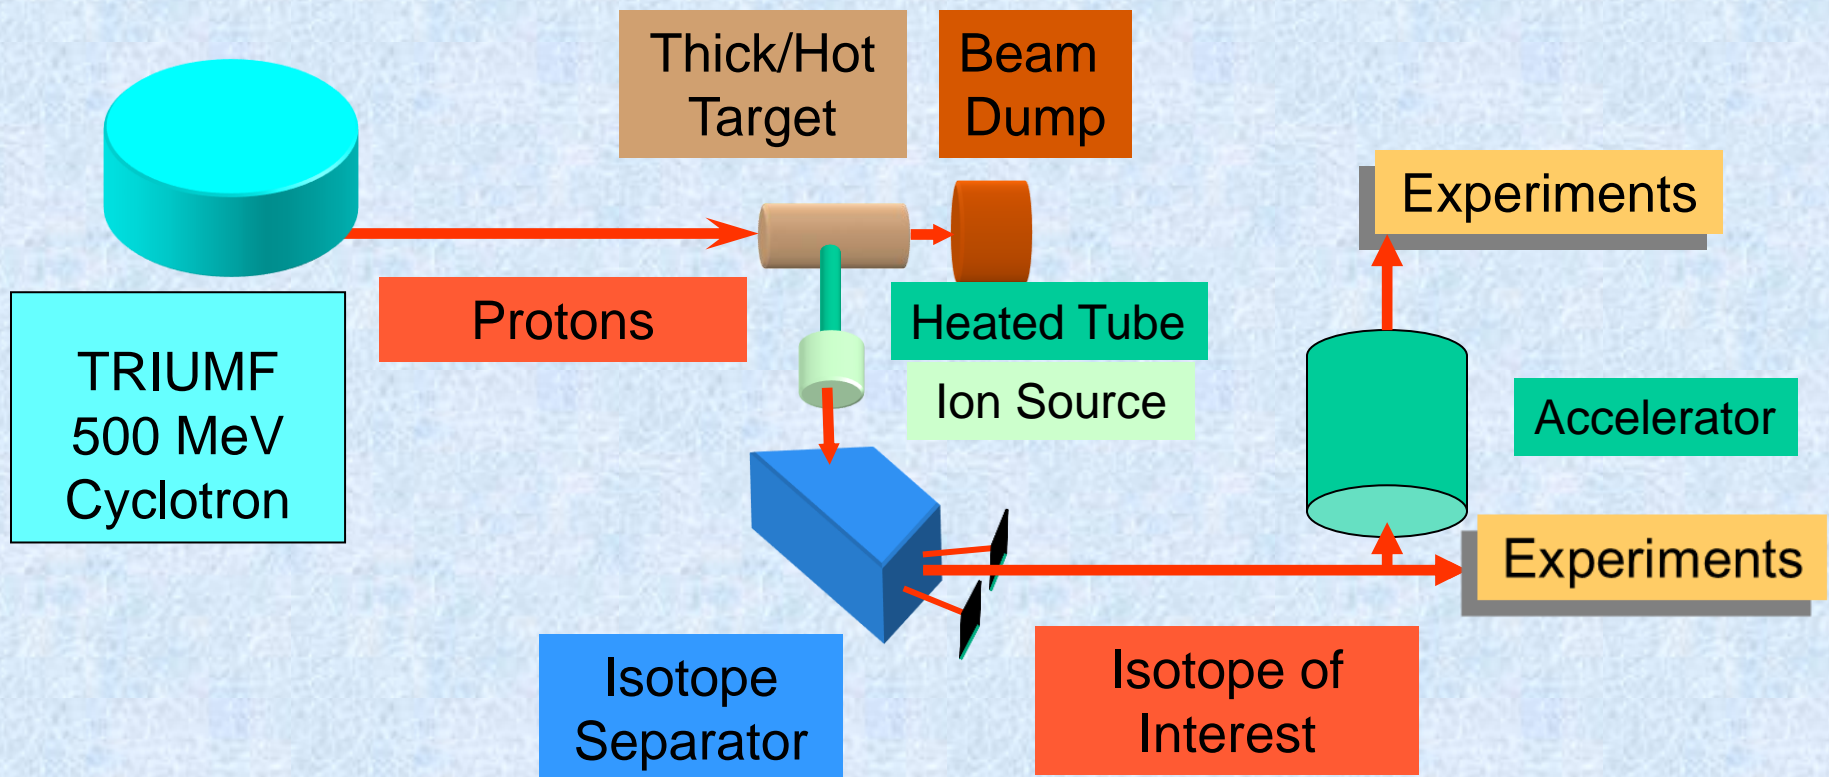 Thick/Hot
Target
Beam
Dump
Experiments
Protons
Heated Tube
Ion Source
TRIUMF
500 MeV
Cyclotron
Accelerator
Experiments
Isotope
Separator
Isotope of
Interest